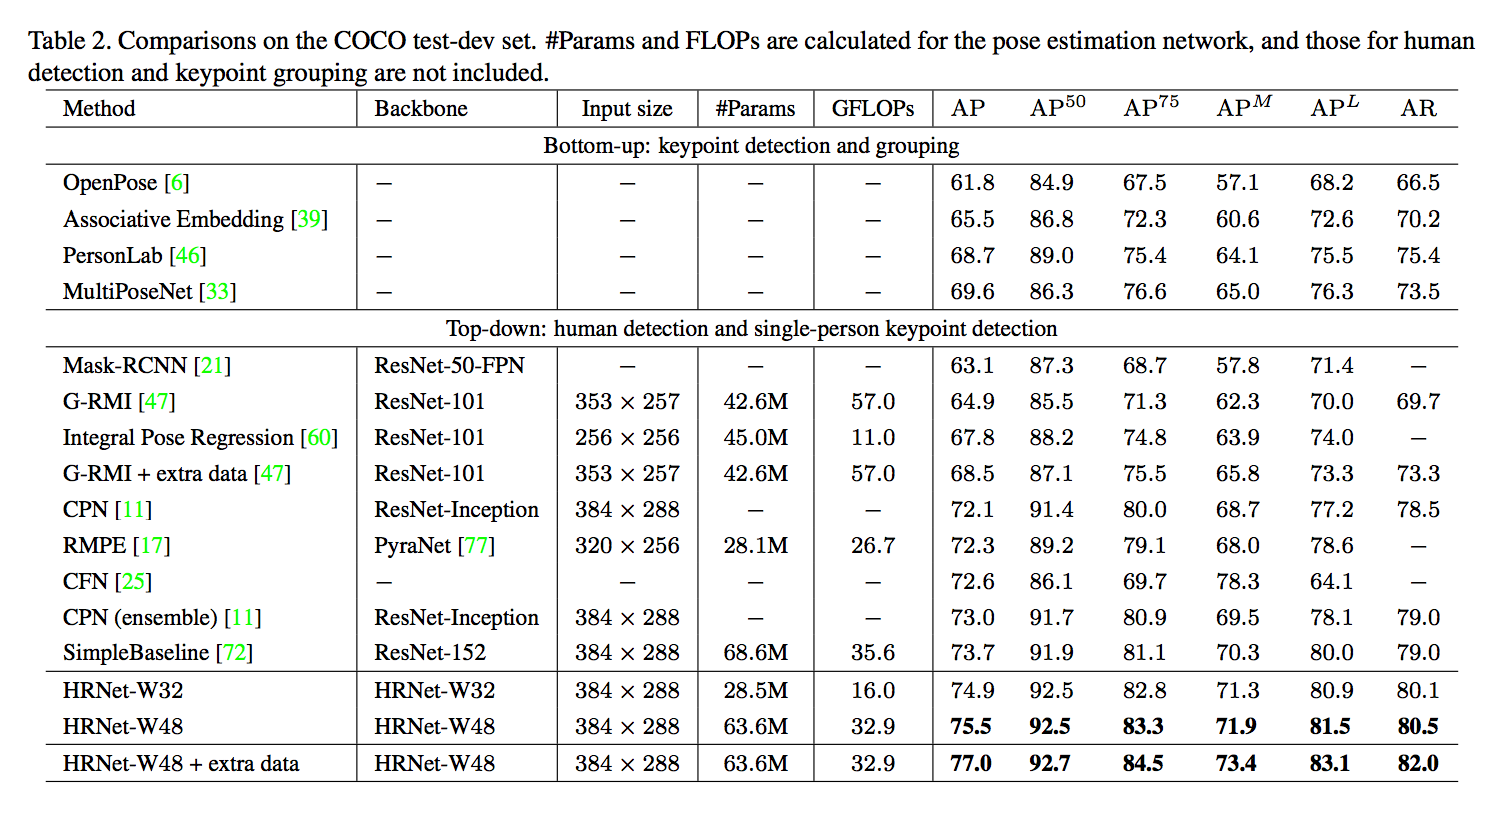 Table 2. Comparisons on the COCO test-dev set. #Params and FLOPs are calculated for the pose estimation network, and those for human
detection and keypoint grouping are not included.
Method Backbone Input size #Params GFLOPs AP AP^50 AP^75 AP^M AP^L AR
Bottom-up: keypoint detection and grouping
OpenPose [6] − − − − 61.8 84.9 67.5 57.1 68.2 66.5
Associative Embedding [39] − − − − 65.5 86.8 72.3 60.6 72.6 70.2
PersonLab [46] − − − − 68.7 89.0 75.4 64.1 75.5 75.4
MultiPoseNet [33] − − − − 69.6 86.3 76.6 65.0 76.3 73.5
Top-down: human detection and single-person keypoint detection
Mask-RCNN [21] ResNet-50-FPN − − − 63.1 87.3 68.7 57.8 71.4 −
G-RMI [47] ResNet-101 353 × 257 42.6M 57.0 64.9 85.5 71.3 62.3 70.0 69.7
Integral Pose Regression [60] ResNet-101 256 × 256 45.0M 11.0 67.8 88.2 74.8 63.9 74.0 −
G-RMI + extra data [47] ResNet-101 353 × 257 42.6M 57.0 68.5 87.1 75.5 65.8 73.3 73.3
CPN [11] ResNet-Inception 384 × 288 − − 72.1 91.4 80.0 68.7 77.2 78.5
RMPE [17] PyraNet [77] 320 × 256 28.1M 26.7 72.3 89.2 79.1 68.0 78.6 −
CFN [25] − − − − 72.6 86.1 69.7 78.3 64.1 −
CPN (ensemble) [11] ResNet-Inception 384 × 288 − − 73.0 91.7 80.9 69.5 78.1 79.0
SimpleBaseline [72] ResNet-152 384 × 288 68.6M 35.6 73.7 91.9 81.1 70.3 80.0 79.0
HRNet-W32 HRNet-W32 384 × 288 28.5M 16.0 74.9 92.5 82.8 71.3 80.9 80.1
HRNet-W48 HRNet-W48 384 × 288 63.6M 32.9 75.5 92.5 83.3 71.9 81.5 80.5
HRNet-W48 + extra data HRNet-W48 384 × 288 63.6M 32.9 77.0 92.7 84.5 73.4 83.1 82.0